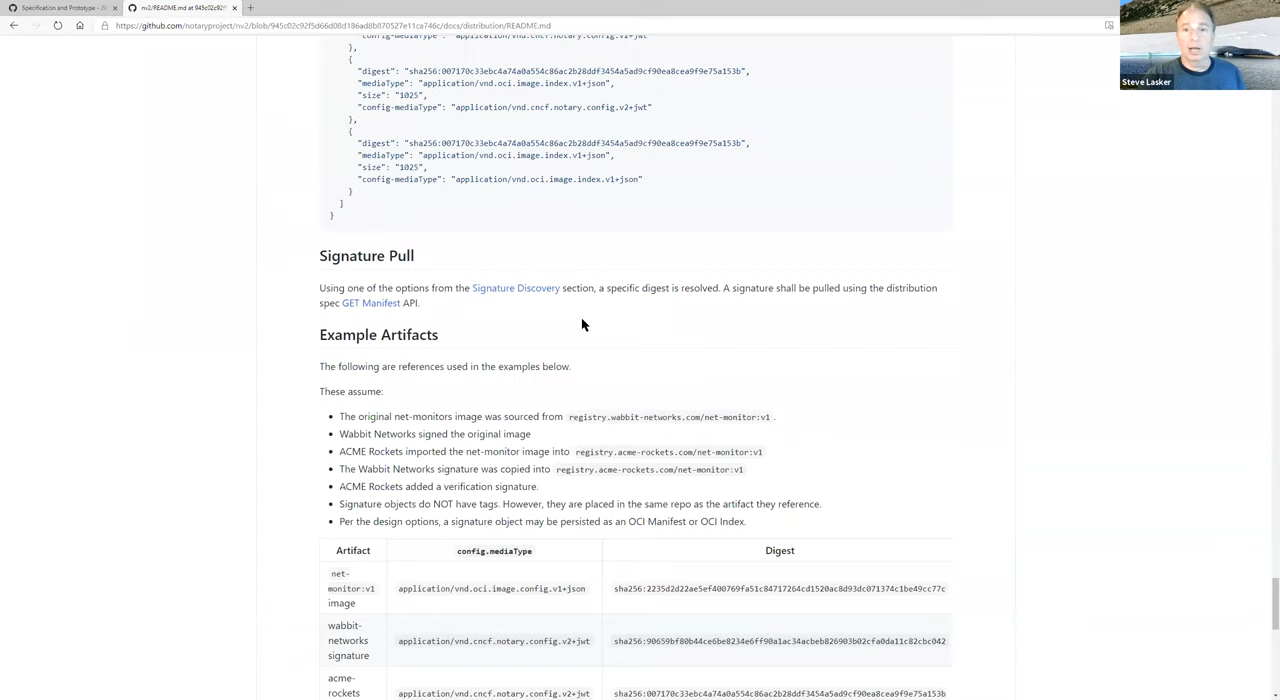 Specification and Prototype -
nv2/README.md at 945c02c92f
https://github.com/notaryproject/nv2/blob/945c02c92f5d66d08d186ad8b870527e11ca746c/docs/distribution/README.md
Steve Lasker
"config-mediaType": "application/vnd.cncf.notary.config.v2+jwt"
},
{
"digest": "sha256:007170c33ebc4a74a0a554c86ac2b28ddf3454a5ad9cf90ea8cea9f9e75a153b",
"mediaType": "application/vnd.oci.image.index.v1+json",
"size": "1025",
"config-mediaType": "application/vnd.cncf.notary.config.v2+jwt"
},
{
"digest": "sha256:007170c33ebc4a74a0a554c86ac2b28ddf3454a5ad9cf90ea8cea9f9e75a153b",
"mediaType": "application/vnd.oci.image.index.v1+json",
"size": "1025",
"config-mediaType": "application/vnd.oci.image.index.v1+json"
}
]
}
Signature Pull
Using one of the options from the Signature Discovery section, a specific digest is resolved. A signature shall be pulled using the distribution
spec GET Manifest API.
Example Artifacts
The following are references used in the examples below.
These assume:
• The original net-monitors image was sourced from registry.wabbit-networks.com/net-monitor:v1 .
• Wabbit Networks signed the original image
• ACME Rockets imported the net-monitor image into registry.acme-rockets.com/net-monitor:v1
• The Wabbit Networks signature was copied into registry.acme-rockets.com/net-monitor:v1
• ACME Rockets added a verification signature.
• Signature objects do NOT have tags. However, they are placed in the same repo as the artifact they reference.
• Per the design options, a signature object may be persisted as an OCI Manifest or OCI Index.
Artifact config.mediaType Digest
net-
monitor:v1 application/vnd.oci.image.config.v1+json sha256:2235d2d22ae5ef400769fa51c84717264cd1520ac8d93dc071374c1be49cc77c
image
wabbit-
networks application/vnd.cncf.notary.config.v2+jwt sha256:90659bf80b44ce6be8234e6ff90a1ac34acbeb826903b02cfa0da11c82cbc042
signature
acme-
rockets application/vnd.cncf.notary.config.v2+jwt sha256:007170c33ebc4a74a0a554c86ac2b28ddf3454a5ad9cf90ea8cea9f9e75a153b